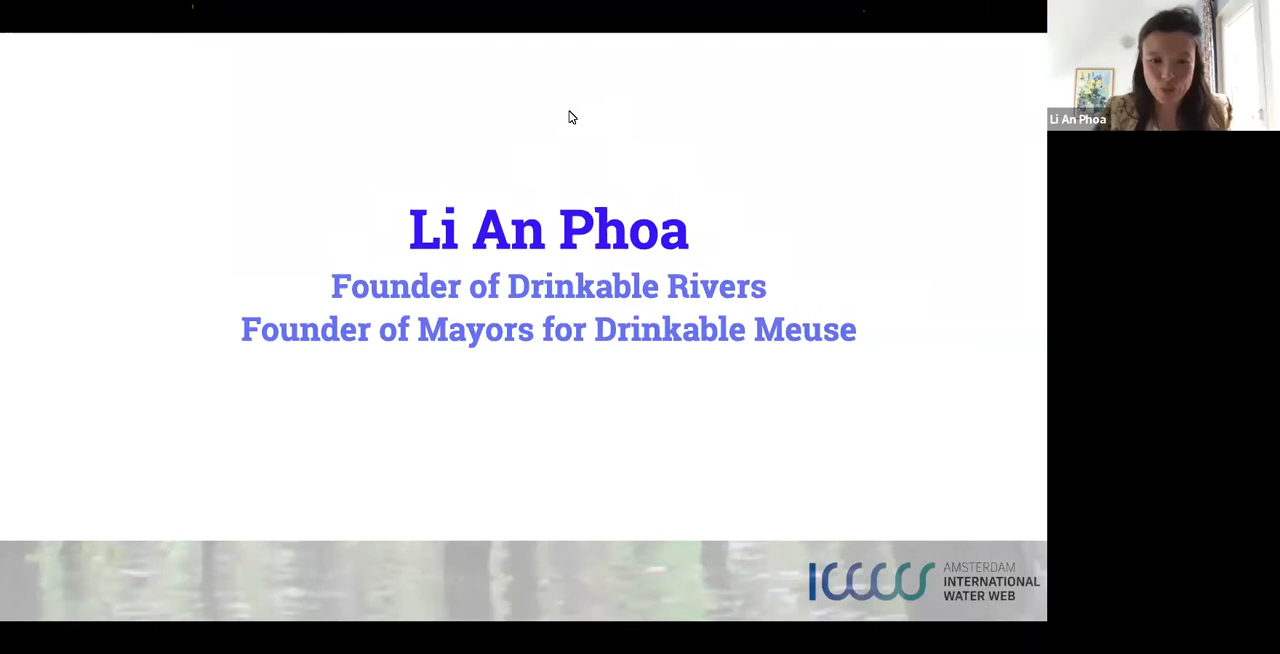 Li An Phoa
Li An Phoa
Founder of Drinkable Rivers
Founder of Mayors for Drinkable Meuse
AMSTERDAM
INTERNATIONAL
WATER WEB